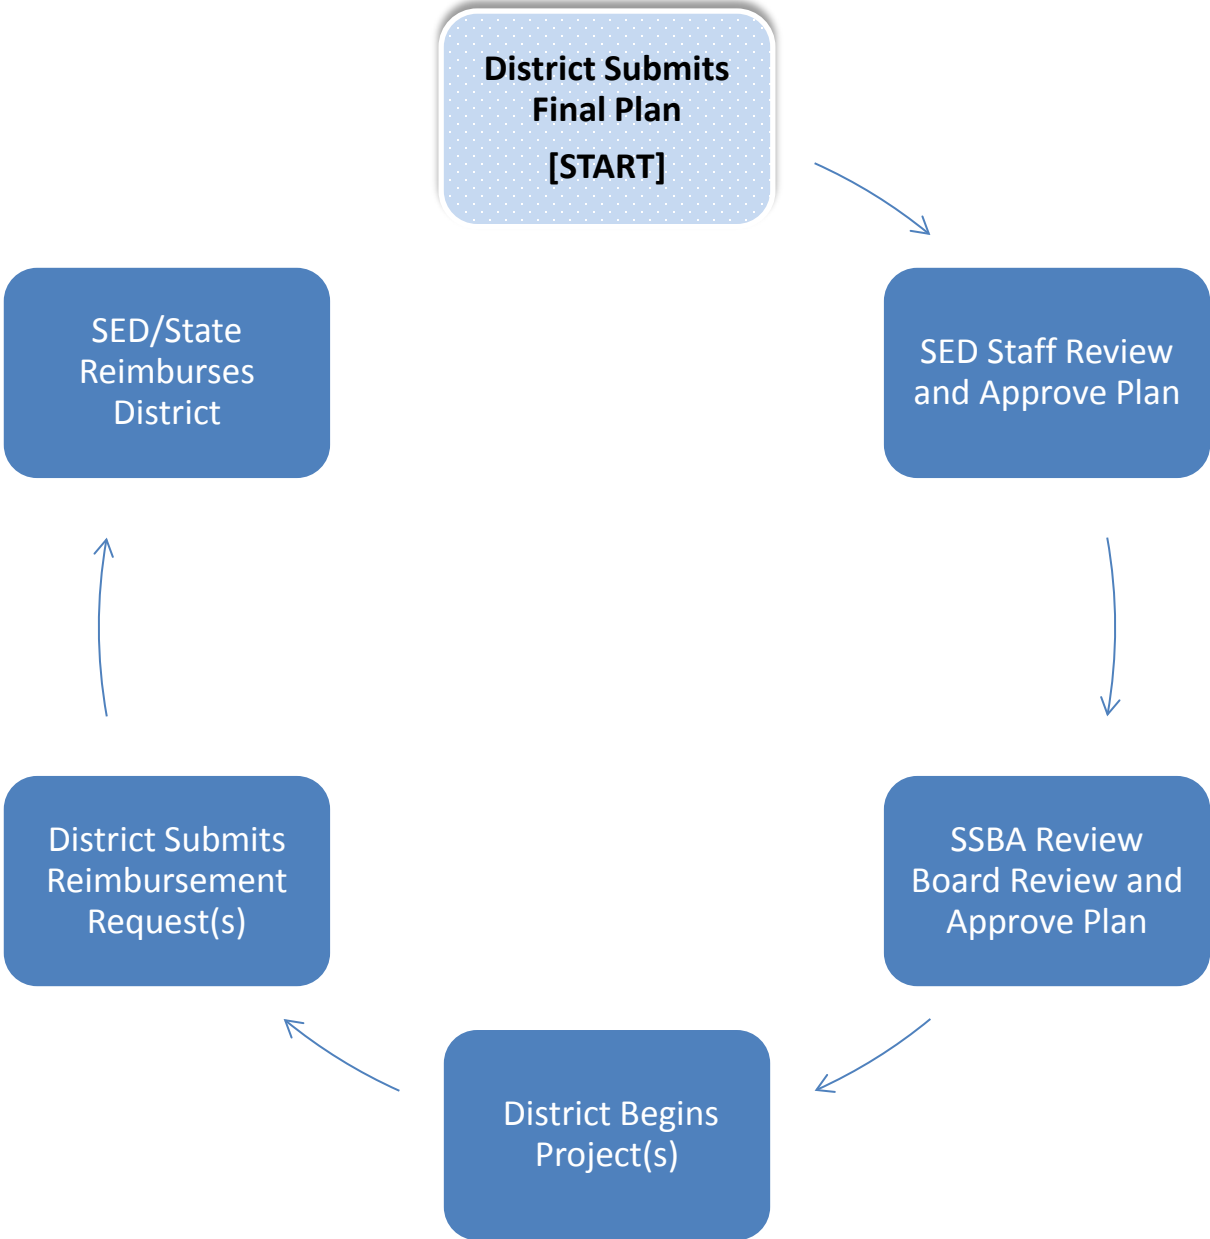 District Submits
Final Plan
[START]
SED Staff Review
and Approve Plan
SSBA Review
Board Review and
Approve Plan
District Begins
Project(s)
District Submits
Reimbursement
Request(s)
SED/State
Reimburses
District